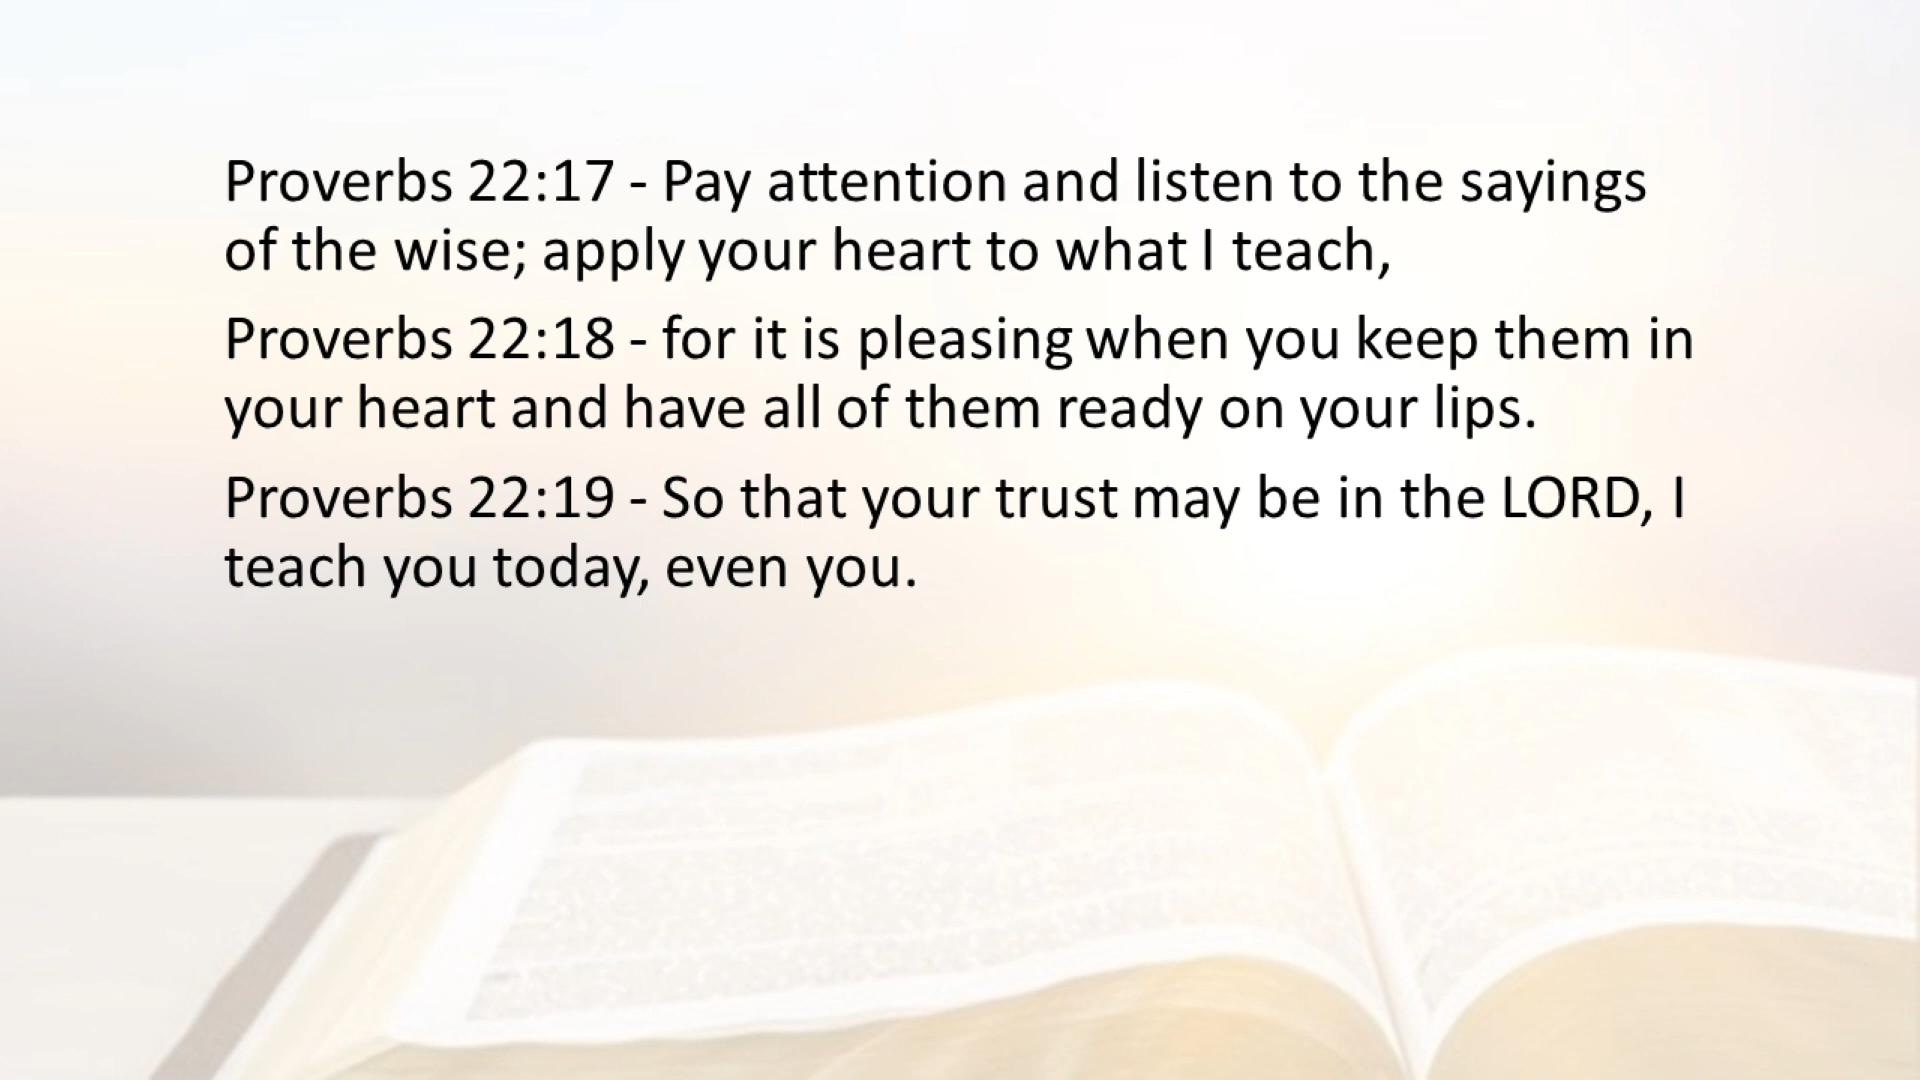 Proverbs 22:17 - Pay attention and listen to the sayings
of the wise; apply your heart to what I teach,
Proverbs 22:18 - for it is pleasing when you keep them in
your heart and have all of them ready on your lips.
Proverbs 22:19 - So that your trust may be in the LORD, I
teach you today, even you.